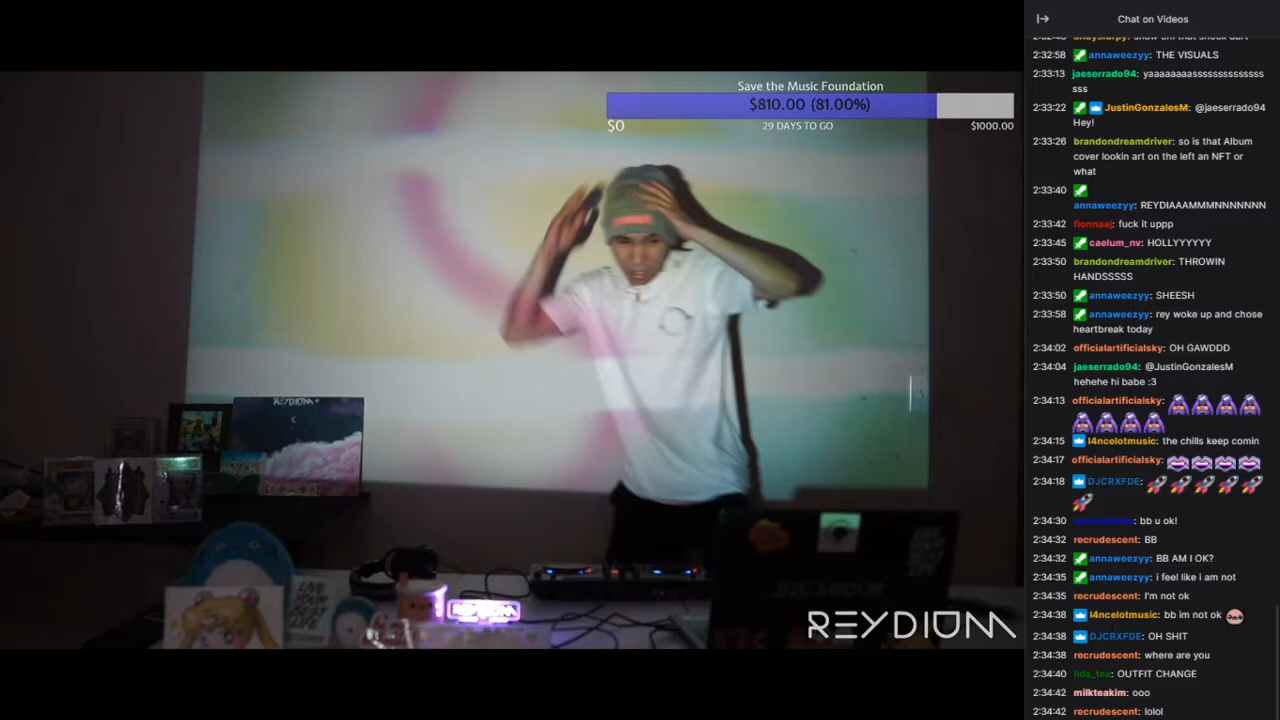 Save the Music Foundation
$810.00 (81.00%)
$0
29 DAYS TO GO
$1000.00
REYDIUM
REYDIUM
REYDIUM
Chat on Videos
2:32:58 annaweezyy: THE VISUALS
2:33:13 jaeserrado94: yaaaaaaasssssssssssssss
sss
2:33:22 JustinGonzalesM: @jaeserrado94
Hey!
2:33:26 brandondreamdriver: so is that Album
cover lookin art on the left an NFT or
what
2:33:40
annaweezyy: REYDIAAAMMMNNNNNNN
2:33:42 fionnaaj: fuck it uppp
2:33:45 caelum_nv: HOLLYYYYYY
2:33:50 brandondreamdriver: THROWIN
HANDSSSSS
2:33:50 annaweezyy: SHEESH
2:33:58 annaweezyy: rey woke up and chose
heartbreak today
2:34:02 officialartificialsky: OH GAWDDD
2:34:04 jaeserrado94: @JustinGonzalesM
hehehe hi babe :3
2:34:13 officialartificialsky:
2:34:15 l4ncelotmusic: the chills keep comin
2:34:17 officialartificialsky:
2:34:18 DJCRXFDE:
2:34:30 bb u ok!
2:34:32 recrudescent: BB
2:34:32 annaweezyy: BB AM I OK?
2:34:35 annaweezyy: i feel like i am not
2:34:35 recrudescent: I'm not ok
2:34:38 l4ncelotmusic: bb im not ok
2:34:38 DJCRXFDE: OH SHIT
2:34:38 recrudescent: where are you
2:34:40 lida_tea: OUTFIT CHANGE
2:34:42 milkteakim: ooo
2:34:42 recrudescent: lolol